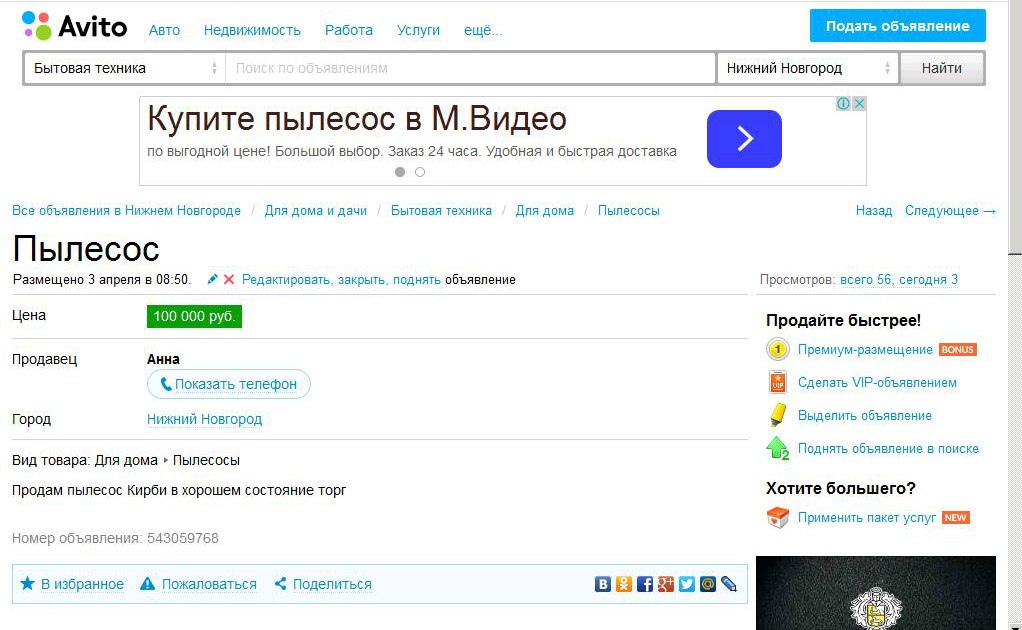 Avito Авто Недвижимость Работа Услуги ещё... Подать объявление
Бытовая техника Поиск по объявлениям Нижний Новгород Найти
Купите пылесос в М.Видео
по выгодной цене! Большой выбор. Заказ 24 часа. Удобная и быстрая доставка
Все объявления в Нижнем Новгороде / Для дома и дачи / Бытовая техника / Для дома / Пылесосы Назад Следующее →
Пылесос
Размещено 3 апреля в 08:50. Редактировать, закрыть, поднять объявление
Просмотров: всего 56, сегодня 3
Цена 100 000 руб.
Продавец Анна
Показать телефон
Город Нижний Новгород
Вид товара: Для дома ▸ Пылесосы
Продам пылесос Кирби в хорошем состояние торг
Номер объявления: 543059768
В избранное Пожаловаться Поделиться
Продайте быстрее!
1 Премиум-размещение BONUS
VIP Сделать VIP-объявлением
Выделить объявление
2 Поднять объявление в поиске
Хотите большего?
Применить пакет услуг NEW